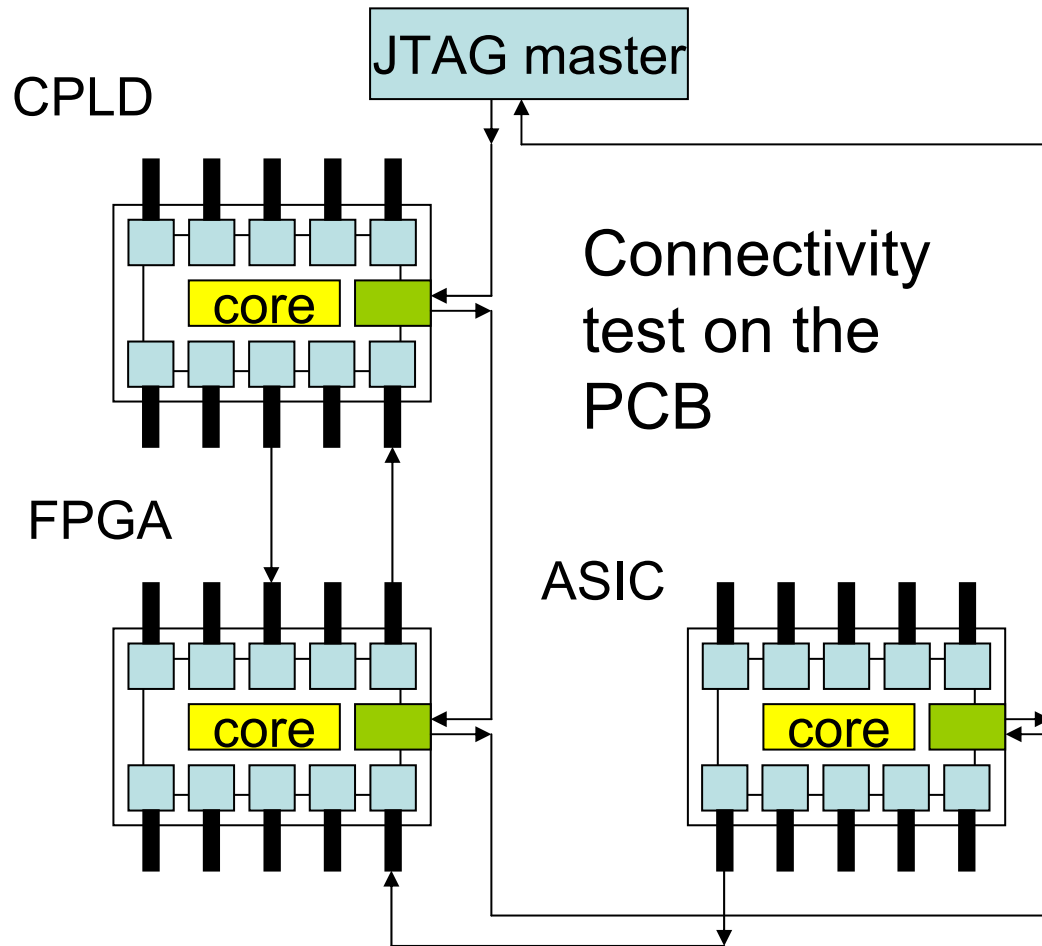 JTAG master
CPLD
core
Connectivity
test on the
PCB
FPGA
core
ASIC
core